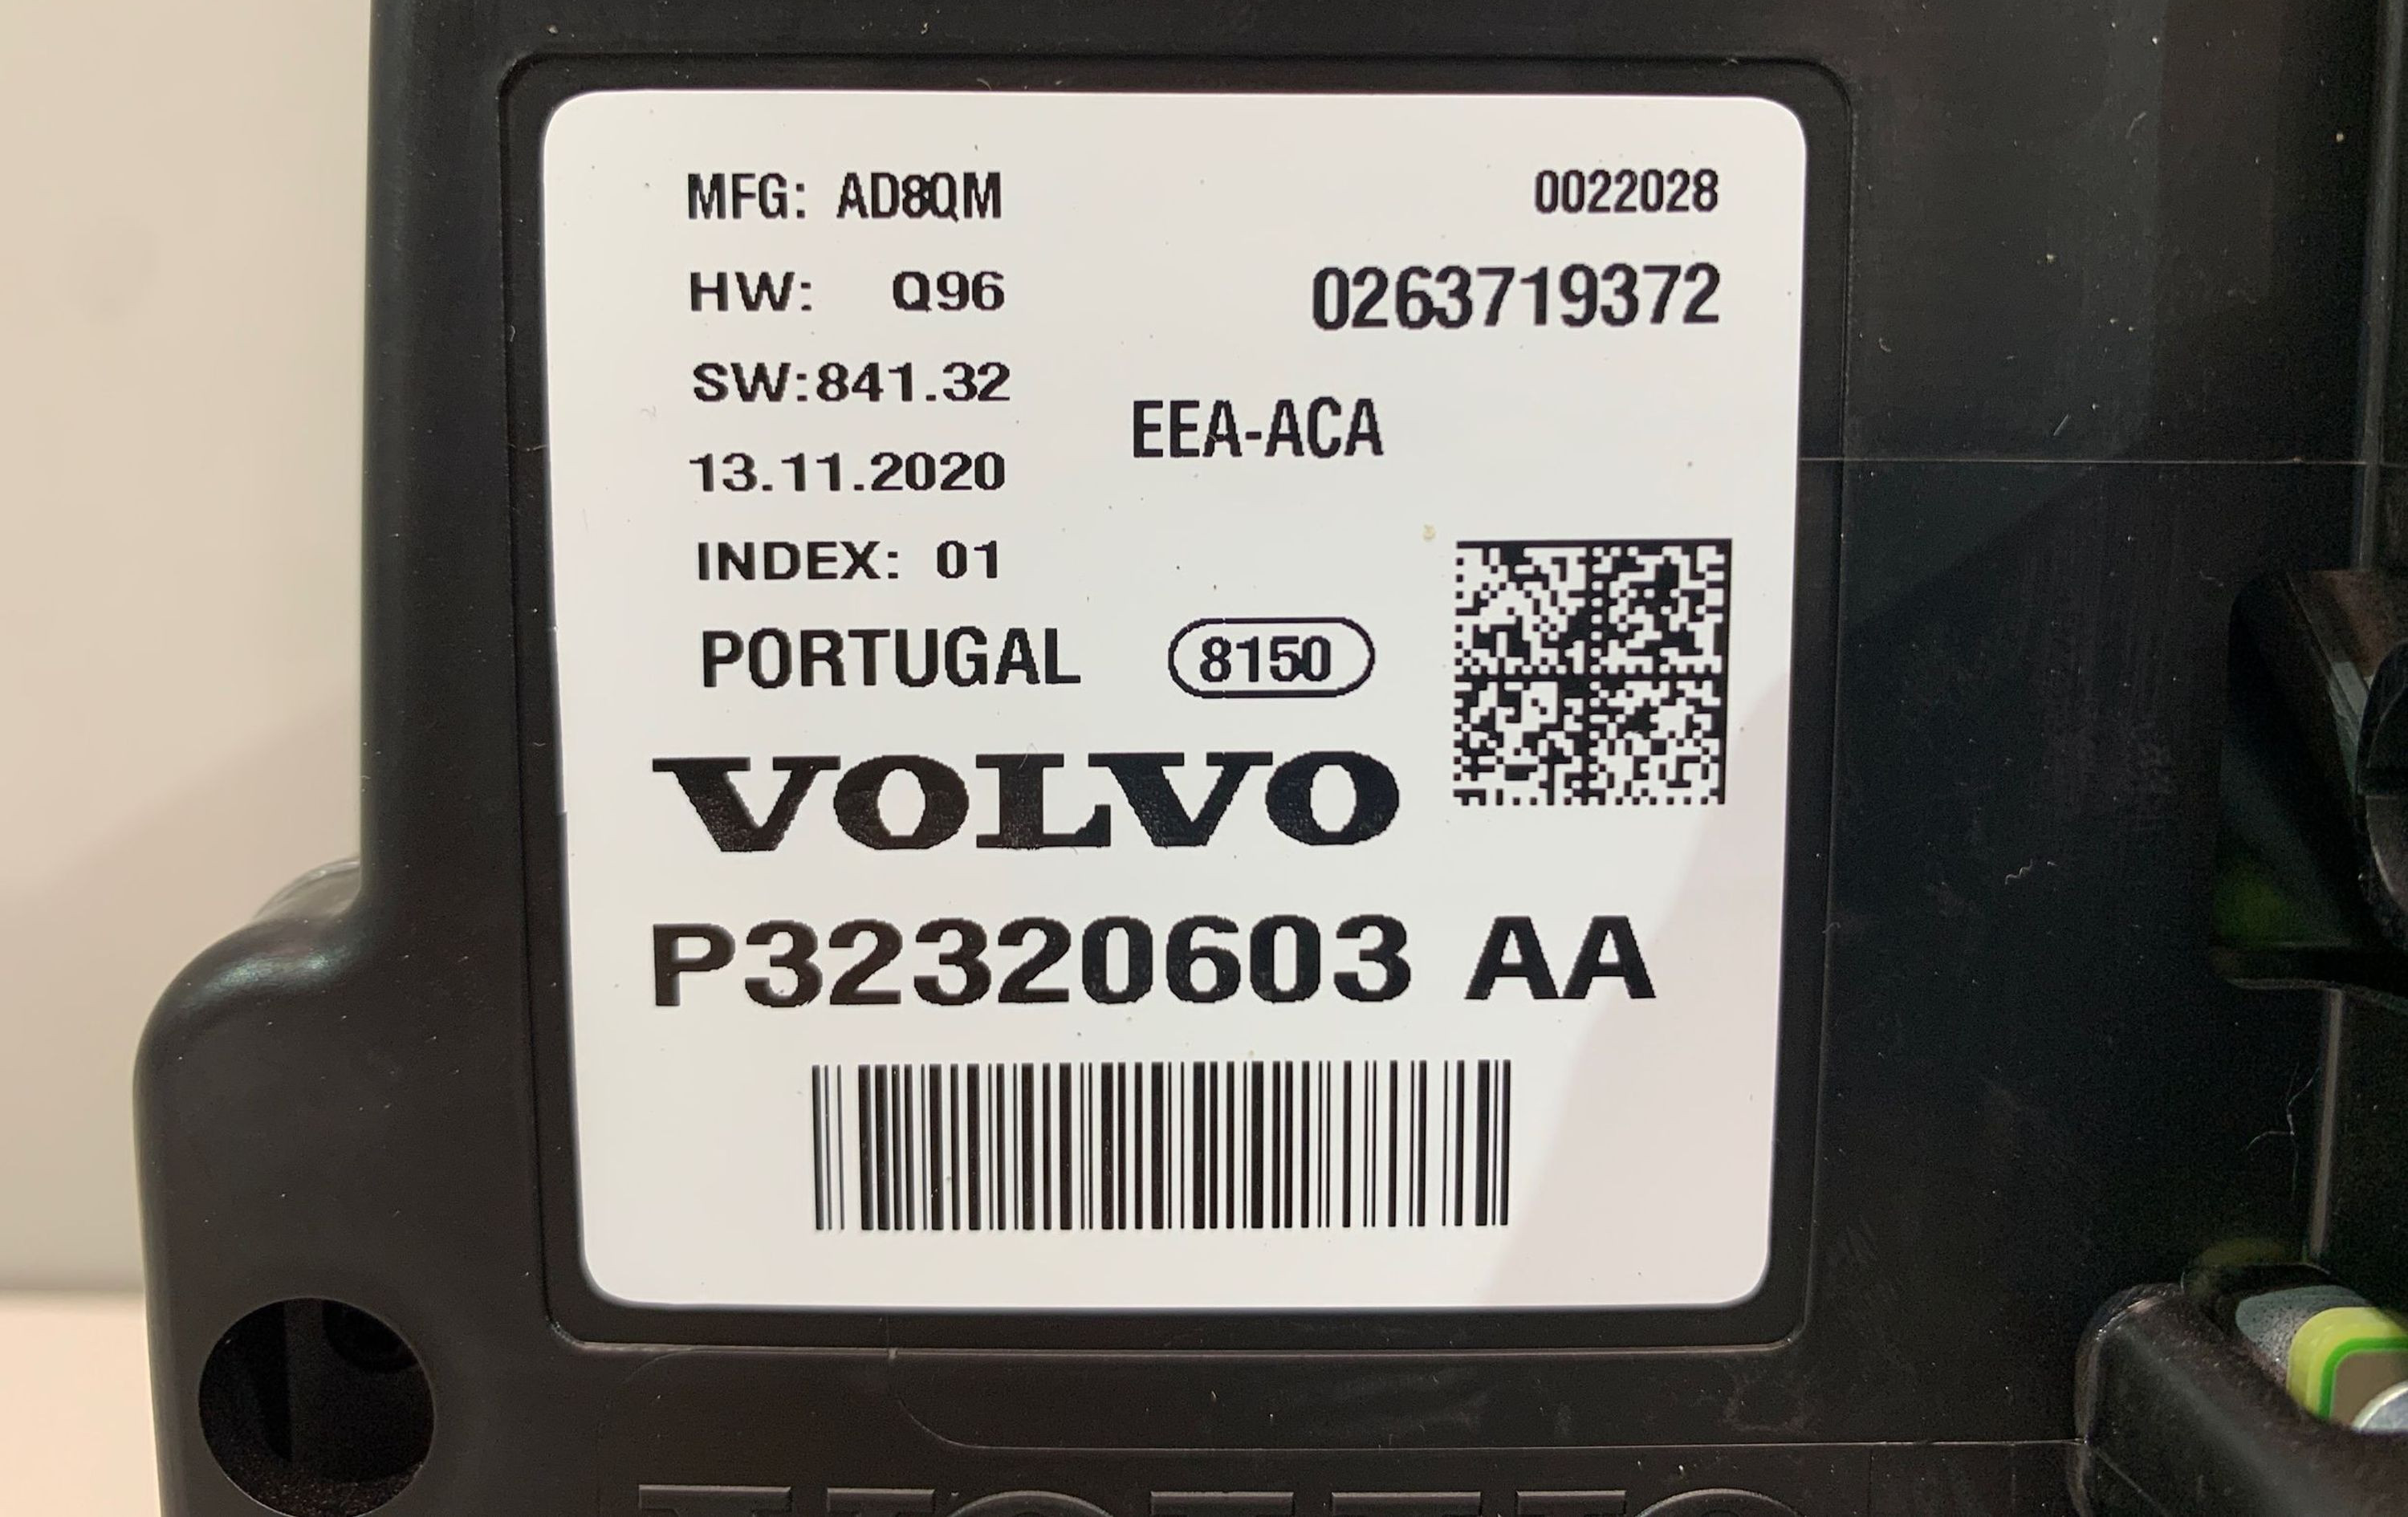 MFG: AD8QM 0022028
HW: Q96 0263719372
SW:841.32
EEA-ACA
13.11.2020
INDEX: 01
PORTUGAL 8150
VOLVO
P32320603 AA
VOLVO